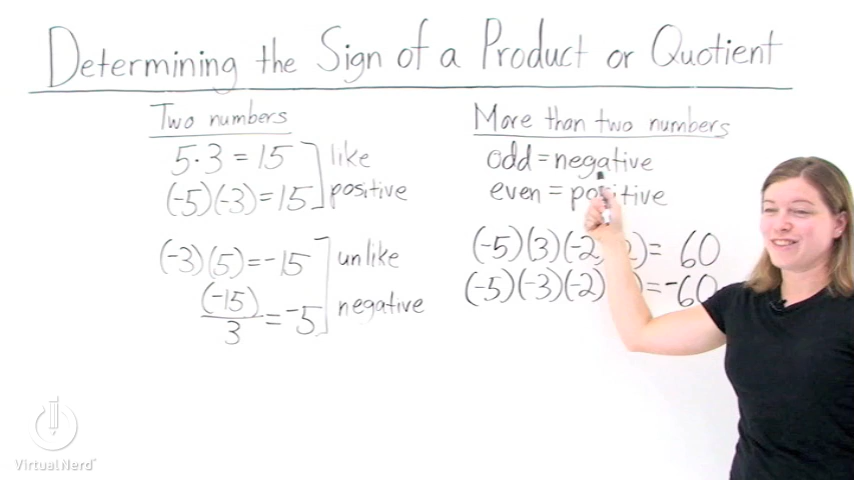 Determining the Sign of a Product or Quotient
Two numbers
5·3 = 15
(-5)(-3) = 15
like
positive
(-3)(5) = -15
(-15)
3
= -5
unlike
negative
More than two numbers
odd = negative
even = positive
(-5)(3)(-2) 2) = 60
(-5)(-3)(-2) ) = -60
VirtualNerd™